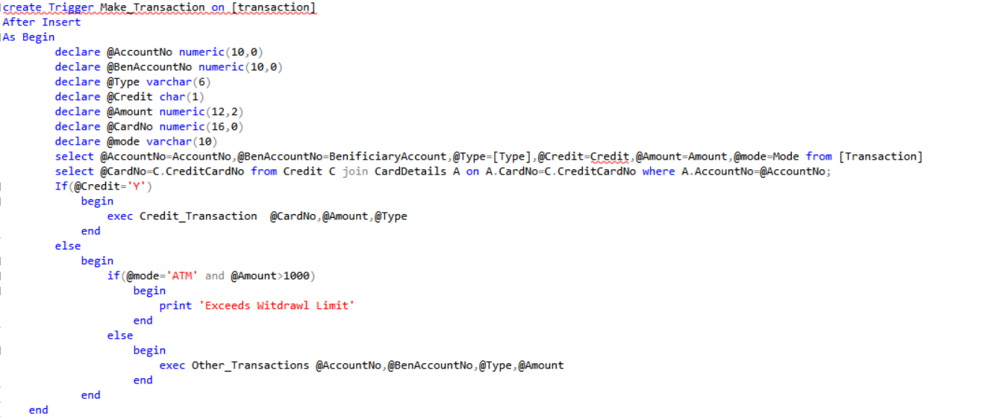 create Trigger Make_Transaction on [transaction]
After Insert
As Begin
declare @AccountNo numeric(10,0)
declare @BenAccountNo numeric(10,0)
declare @Type varchar(6)
declare @Credit char(1)
declare @Amount numeric(12,2)
declare @CardNo numeric(16,0)
declare @mode varchar(10)
select @AccountNo=AccountNo,@BenAccountNo=BenificiaryAccount,@Type=[Type],@Credit=Credit,@Amount=Amount,@mode=Mode from [Transaction]
select @CardNo=C.CreditCardNo from Credit C join CardDetails A on A.CardNo=C.CreditCardNo where A.AccountNo=@AccountNo;
If(@Credit='Y')
begin
exec Credit_Transaction  @CardNo,@Amount,@Type
end
else
begin
if(@mode='ATM' and @Amount>1000)
begin
print 'Exceeds Witdrawl Limit'
end
else
begin
exec Other_Transactions @AccountNo,@BenAccountNo,@Type,@Amount
end
end
end